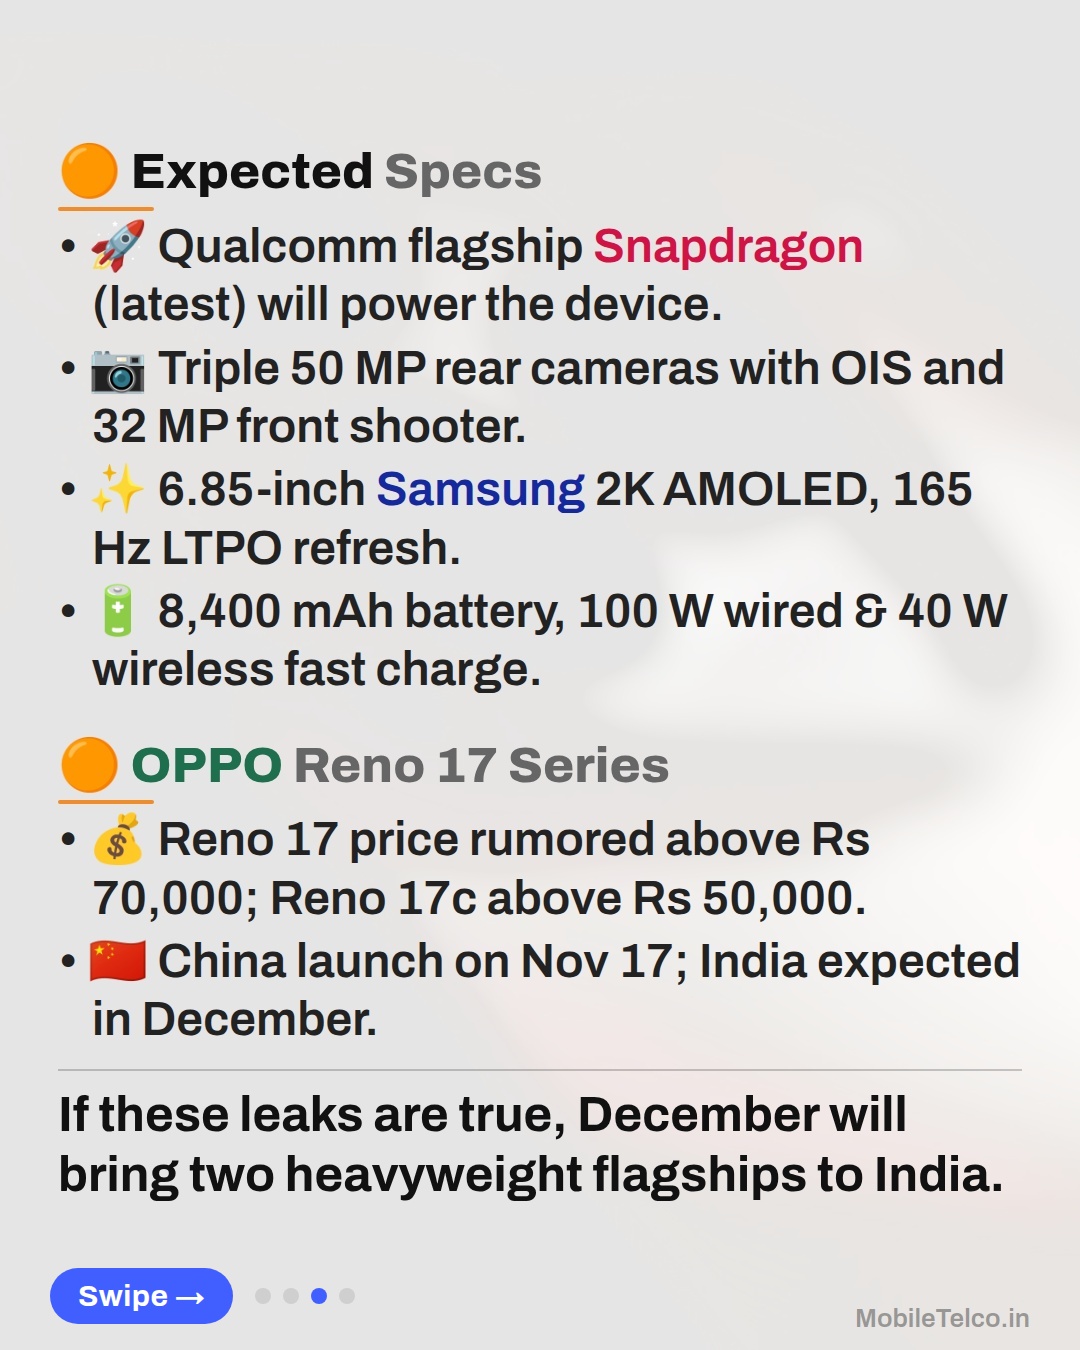 🟠 Expected Specs
• 🚀 Qualcomm flagship Snapdragon
(latest) will power the device.
• 📷 Triple 50 MP rear cameras with OIS and
32 MP front shooter.
• ✨ 6.85-inch Samsung 2K AMOLED, 165
Hz LTPO refresh.
• 🔋 8,400 mAh battery, 100 W wired & 40 W
wireless fast charge.
🟠 OPPO Reno 17 Series
• 💰 Reno 17 price rumored above Rs
70,000; Reno 17c above Rs 50,000.
• 🇨🇳 China launch on Nov 17; India expected
in December.
If these leaks are true, December will
bring two heavyweight flagships to India.
Swipe →
MobileTelco.in